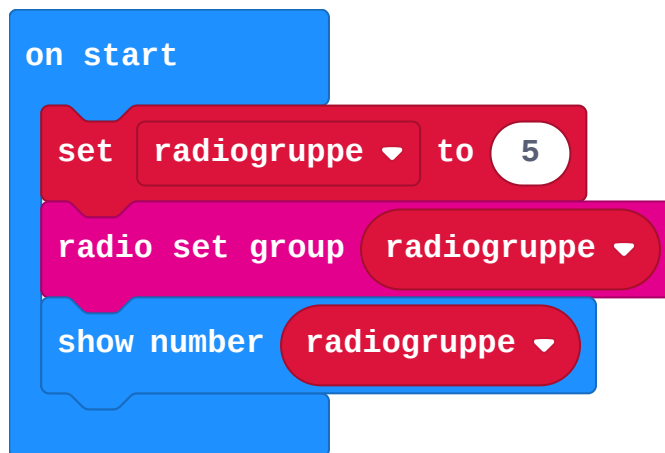 on start
set radiogruppe to 5
radio set group radiogruppe
show number radiogruppe